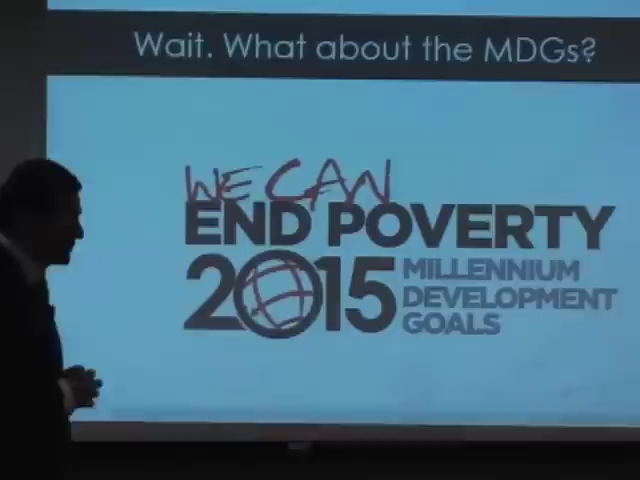 Wait. What about the MDGs?
WE CAN
END POVERTY
2015 MILLENNIUM
DEVELOPMENT
GOALS